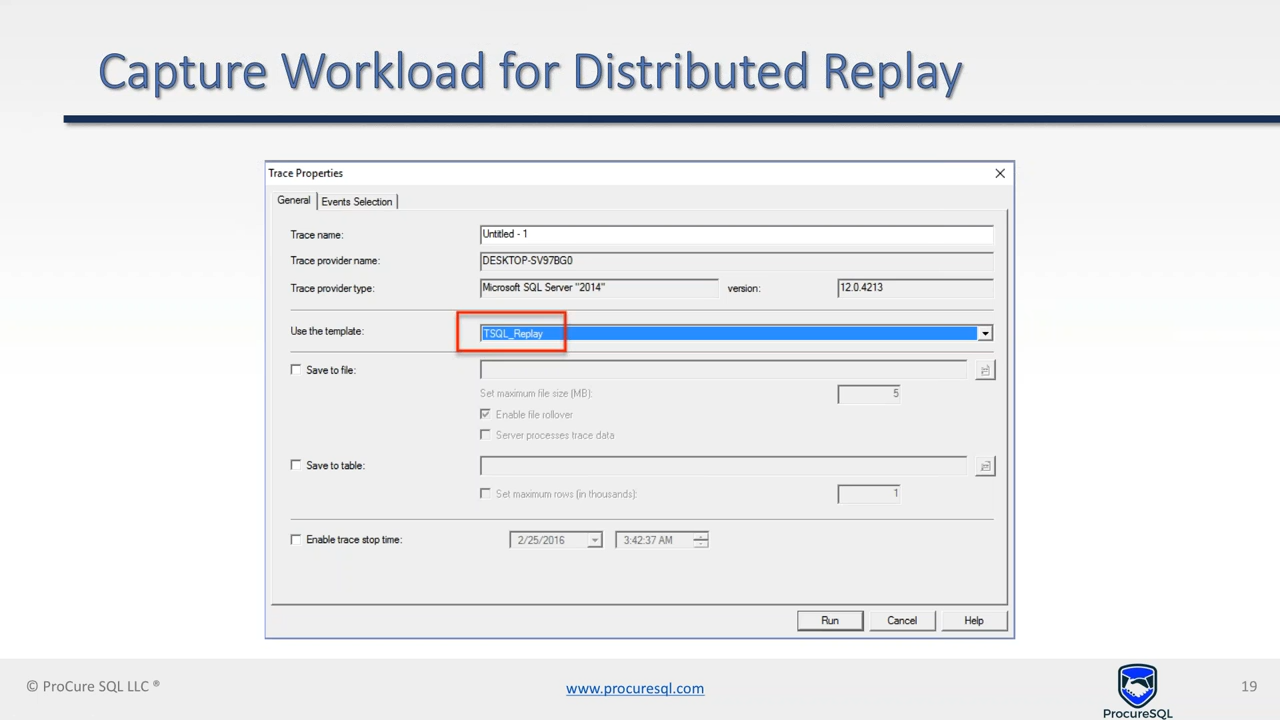 Capture Workload for Distributed Replay
Trace Properties
General Events Selection
Trace name: Untitled - 1
Trace provider name: DESKTOP-SV97BG0
Trace provider type: Microsoft SQL Server "2014" version: 12.0.4213
Use the template: TSQL_Replay
Save to file:
Set maximum file size (MB): 5
Enable file rollover
Server processes trace data
Save to table:
Set maximum rows (in thousands): 1
Enable trace stop time: 2/25/2016 3:42:37 AM
Run Cancel Help
© ProCure SQL LLC ® www.procuresql.com 19
ProcureSQL